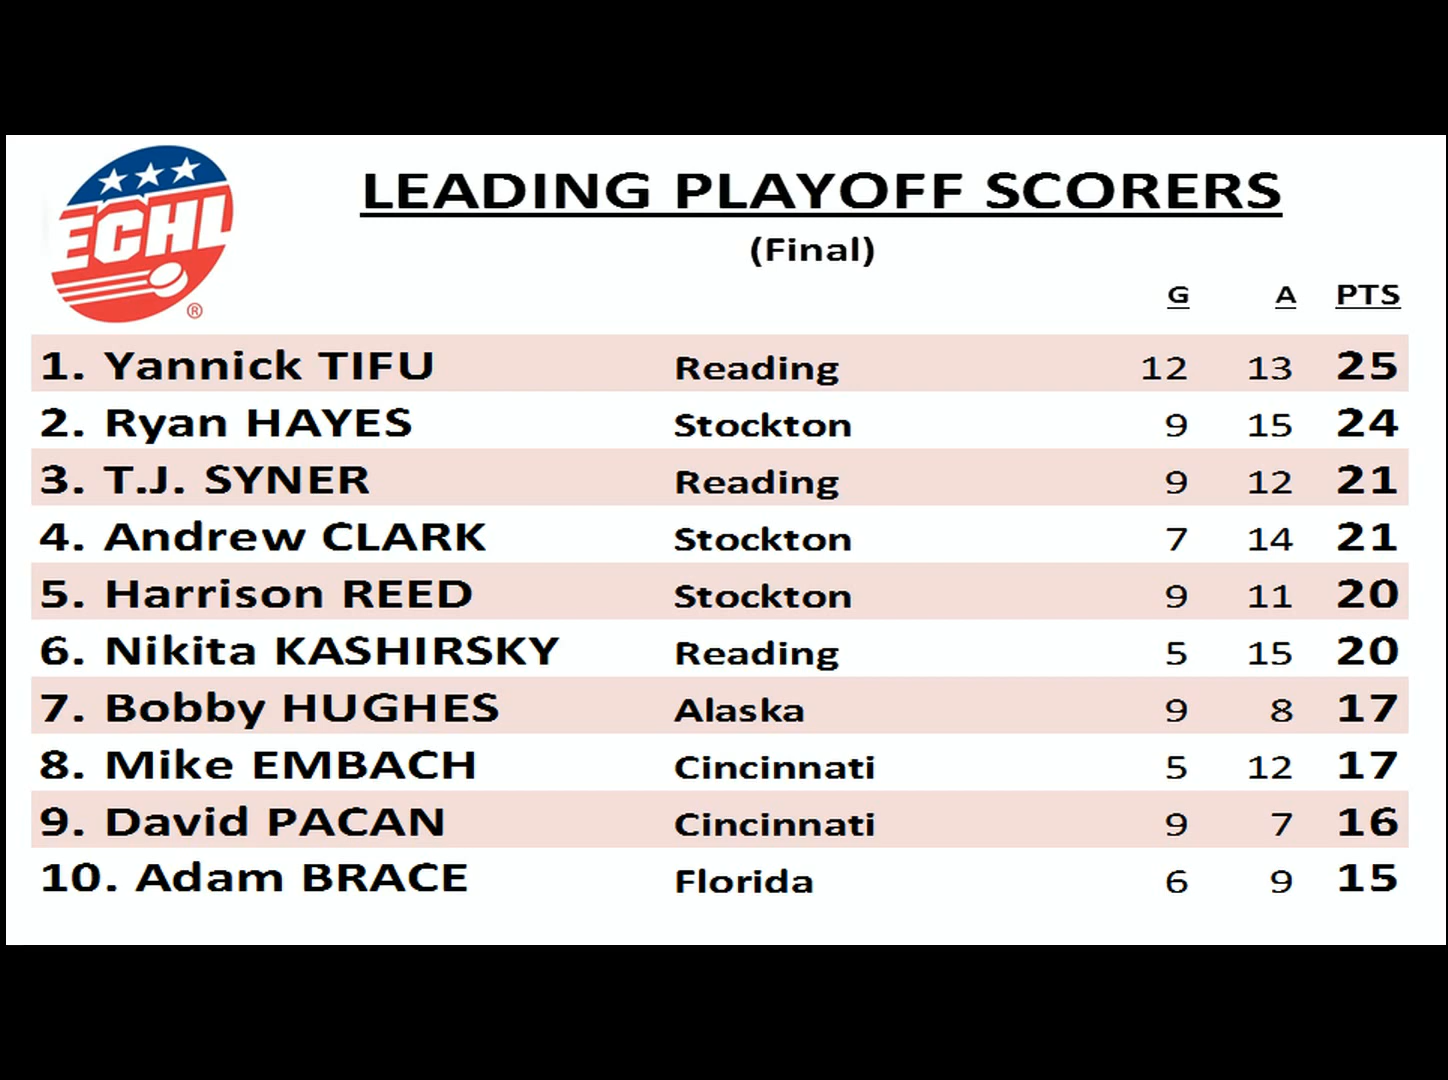 ECHL
®
LEADING PLAYOFF SCORERS
(Final)
G A PTS
1. Yannick TIFU Reading 12 13 25
2. Ryan HAYES Stockton 9 15 24
3. T.J. SYNER Reading 9 12 21
4. Andrew CLARK Stockton 7 14 21
5. Harrison REED Stockton 9 11 20
6. Nikita KASHIRSKY Reading 5 15 20
7. Bobby HUGHES Alaska 9 8 17
8. Mike EMBACH Cincinnati 5 12 17
9. David PACAN Cincinnati 9 7 16
10. Adam BRACE Florida 6 9 15